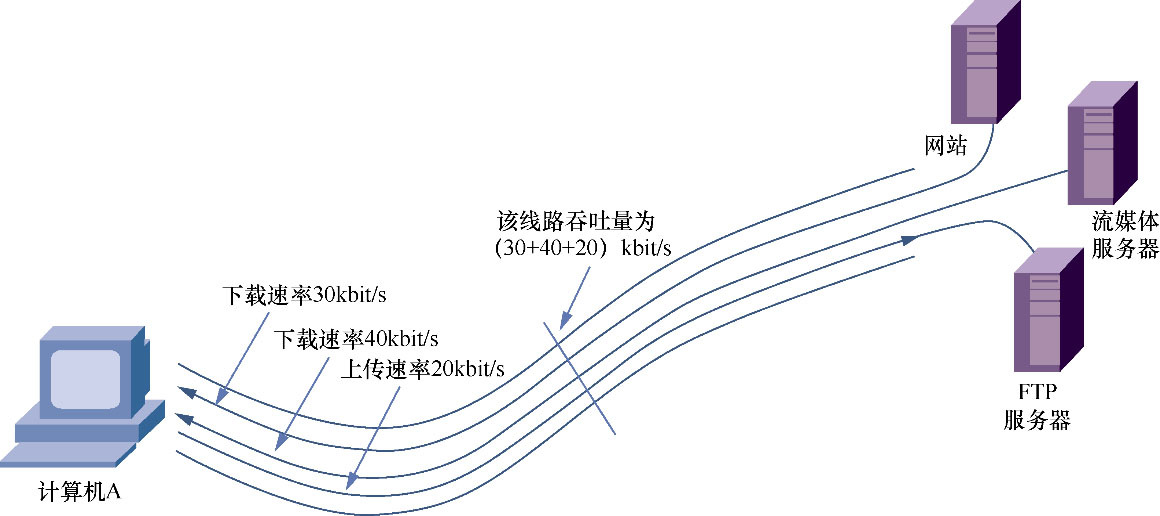 网站
流媒体
服务器
该线路吞吐量为
（30+40+20）kbit/s
下载速率30kbit/s
下载速率40kbit/s
上传速率20kbit/s
FTP
服务器
计算机A